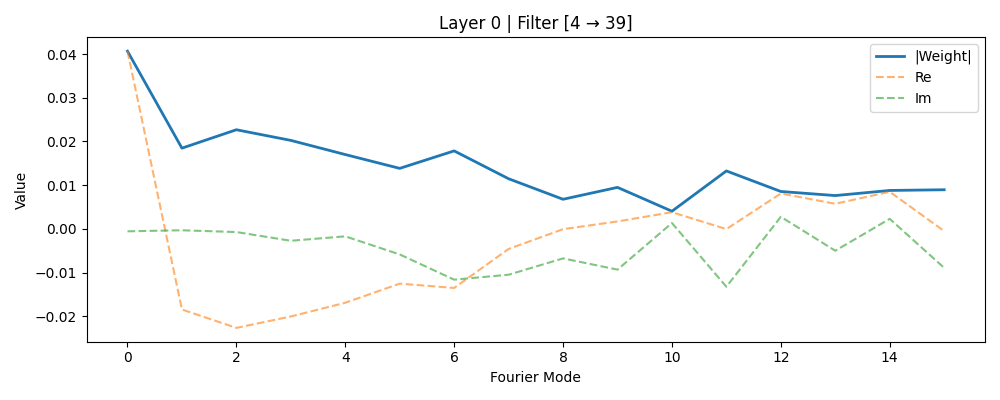 Layer 0 | Filter [4 → 39]
|Weight|
Re
Im
0.04
0.03
0.02
0.01
0.00
−0.01
−0.02
Value
0 2 4 6 8 10 12 14
Fourier Mode